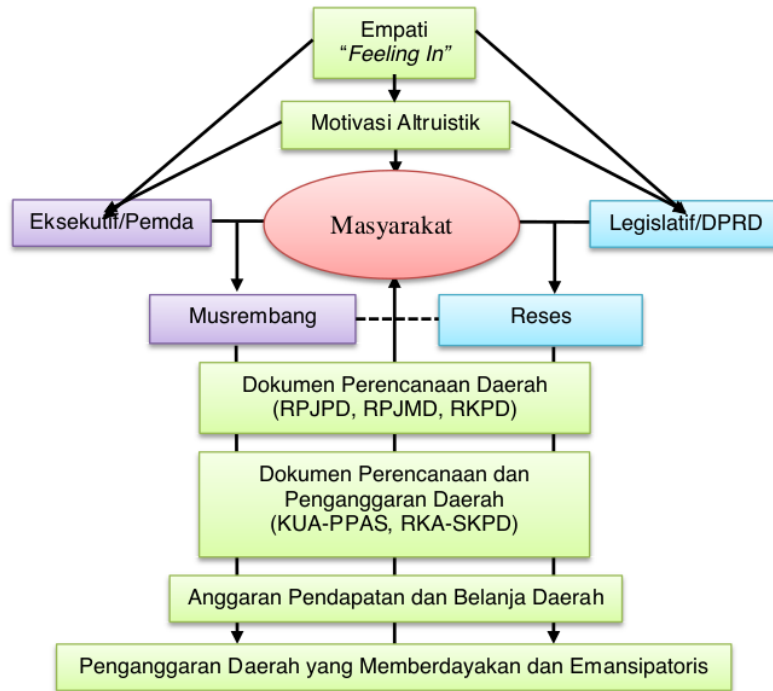 Empati
“Feeling In”
Motivasi Altruistik
Eksekutif/Pemda
Masyarakat
Legislatif/DPRD
Musrembang
Reses
Dokumen Perencanaan Daerah
(RPJPD, RPJMD, RKPD)
Dokumen Perencanaan dan
Penganggaran Daerah
(KUA-PPAS, RKA-SKPD)
Anggaran Pendapatan dan Belanja Daerah
Penganggaran Daerah yang Memberdayakan dan Emansipatoris